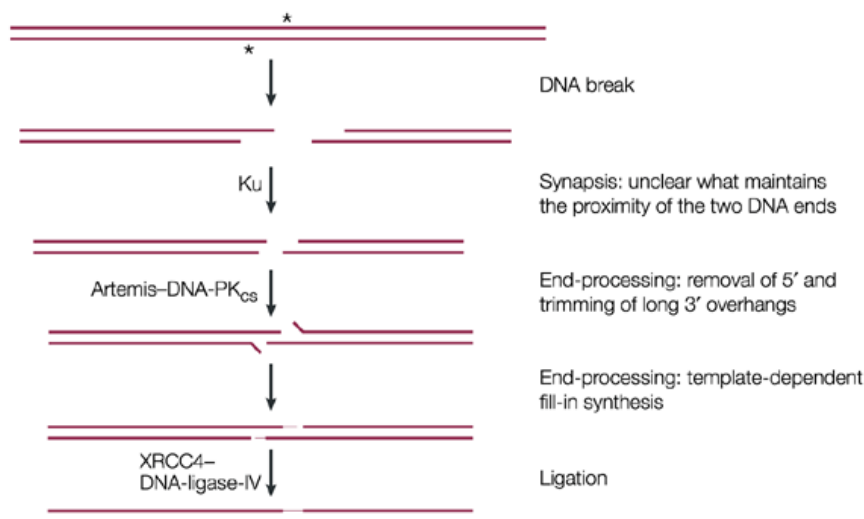 *
*
DNA break
Ku
Synapsis: unclear what maintains
the proximity of the two DNA ends
Artemis–DNA-PKcs
End-processing: removal of 5′ and
trimming of long 3′ overhangs
End-processing: template-dependent
fill-in synthesis
XRCC4–
DNA-ligase-IV
Ligation